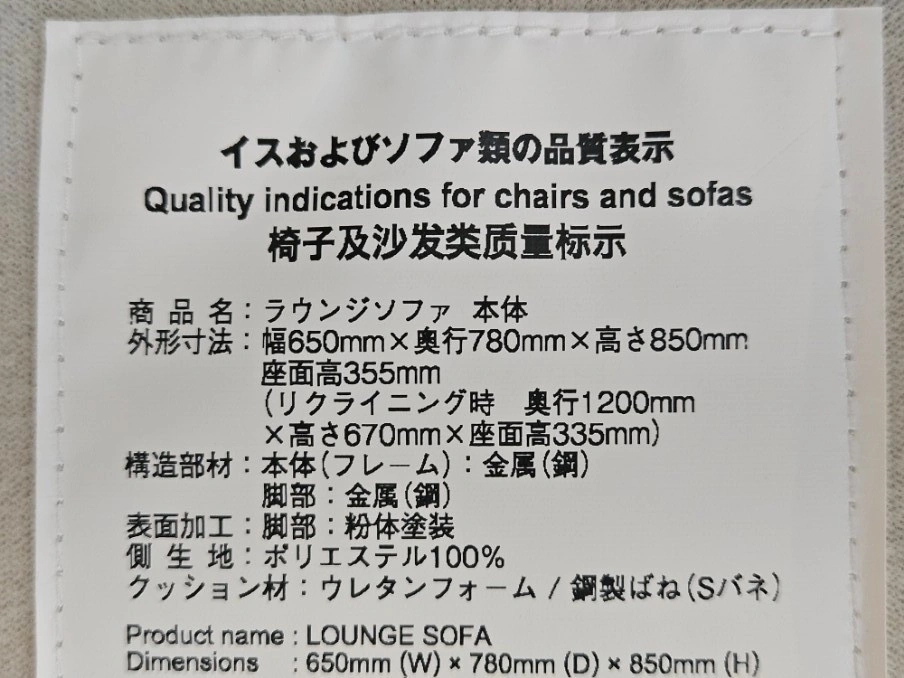 イスおよびソファ類の品質表示
Quality indications for chairs and sofas
椅子及沙发类质量标示
商 品 名：ラウンジソファ 本体
外形寸法：幅650mm×奥行780mm×高さ850mm
座面高355mm
(リクライニング時　奥行1200mm
×高さ670mm×座面高335mm)
構造部材：本体(フレーム)：金属(鋼)
脚部：金属(鋼)
表面加工：脚部：粉体塗装
側 生 地：ポリエステル100%
クッション材：ウレタンフォーム / 鋼製ばね(Sバネ)
Product name : LOUNGE SOFA
Dimensions : 650mm (W) × 780mm (D) × 850mm (H)